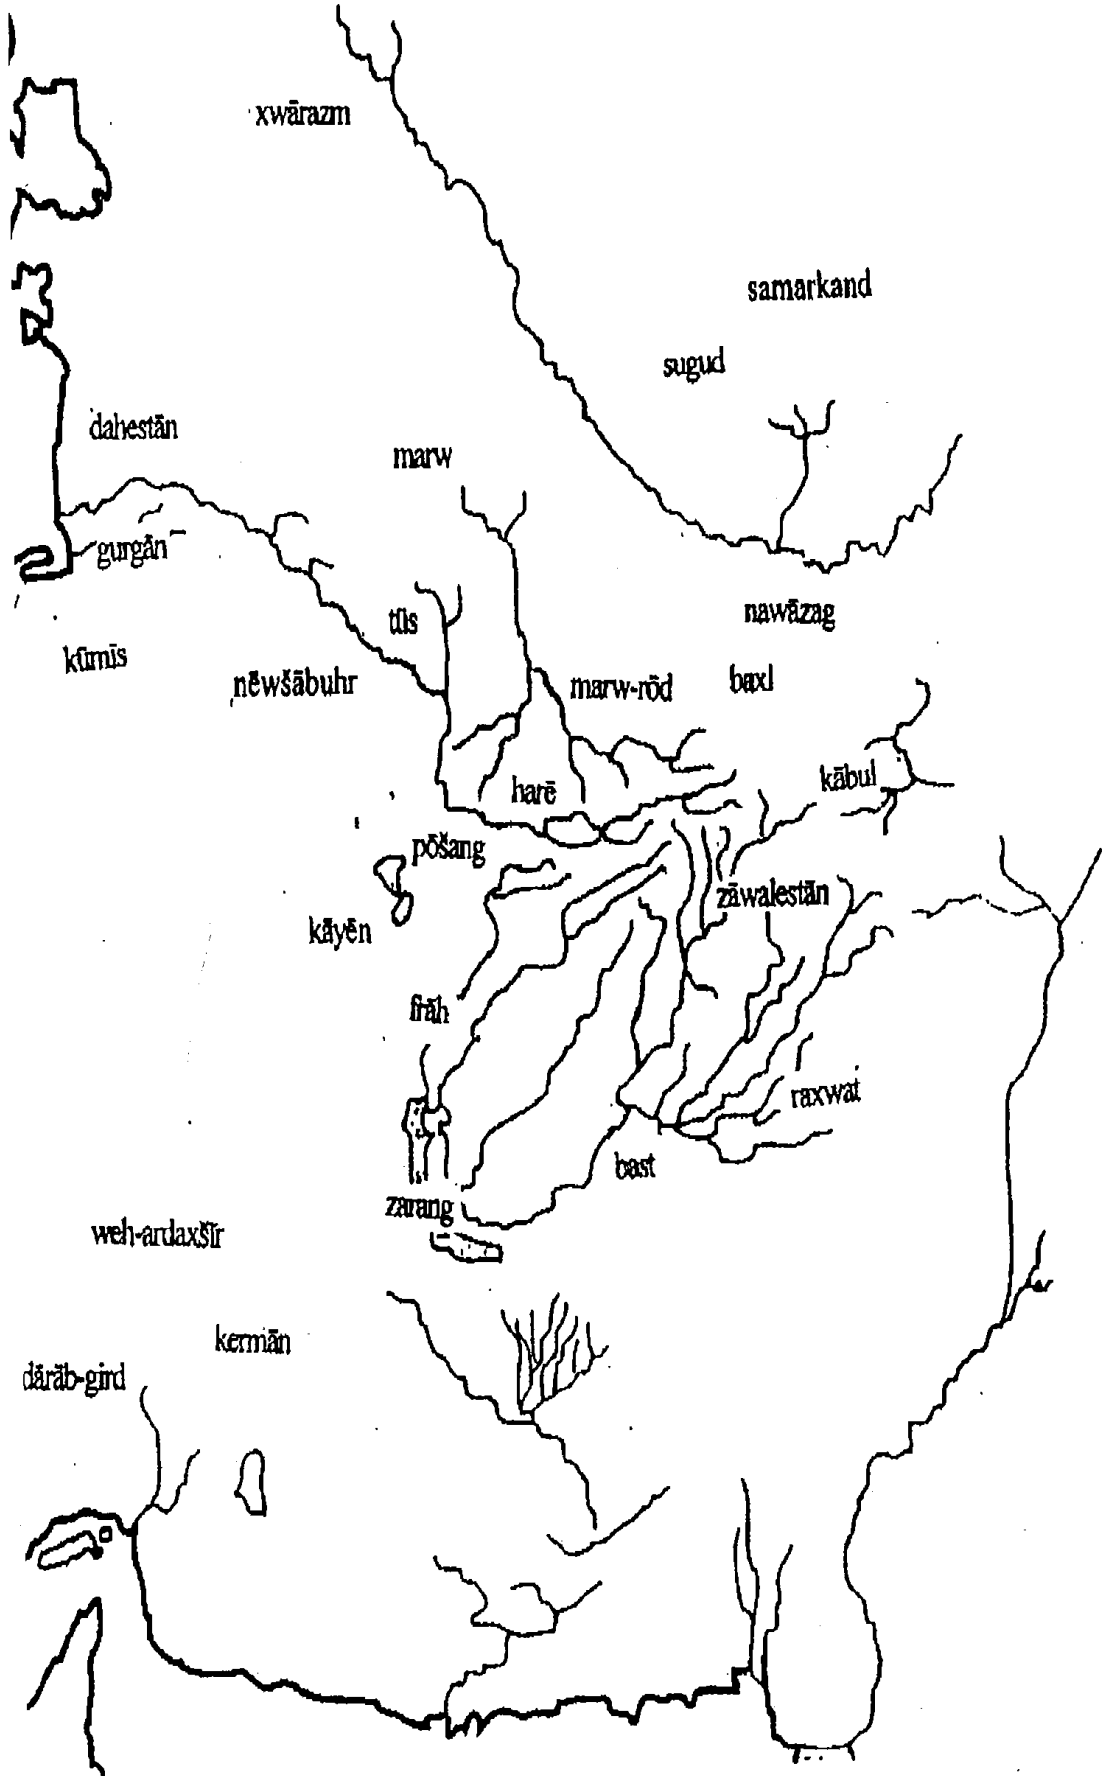 xwārazm
samarkand
sugud
dahestān
marw
gurgān
nawāzag
tūs
kūmīs
nēwšābuhr
marw-rōd
baxl
kābul
harē
pōšang
zāwalestān
kāyēn
frāh
raxwat
bast
zarang
weh-ardaxšīr
kermān
dārāb-gird